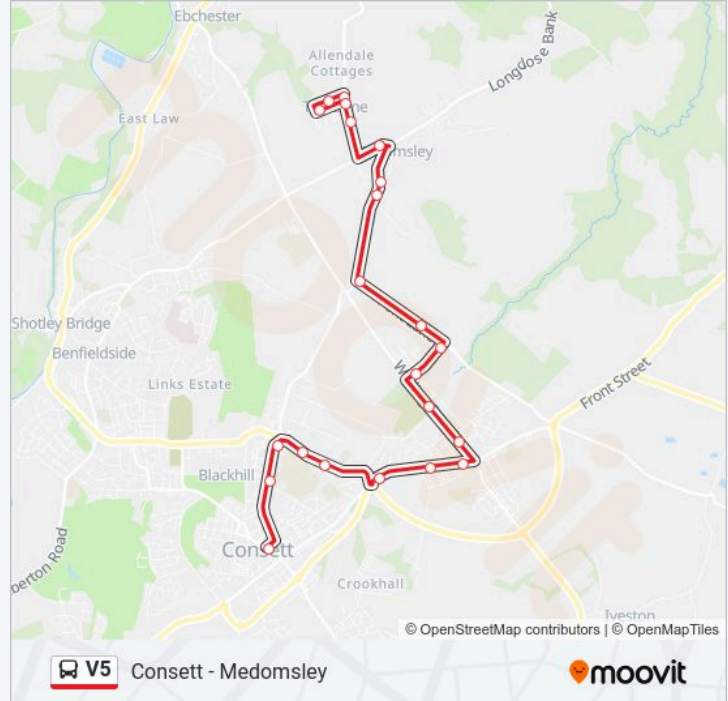 Ebchester
Allendale
Cottages
Longdose Bank
East Law
Shotley Bridge
Benfieldside
Links Estate
Front Street
Blackhill
Consett
Crookhall
Iveston
© OpenStreetMap contributors | © OpenMapTiles
V5 Consett - Medomsley
moovit